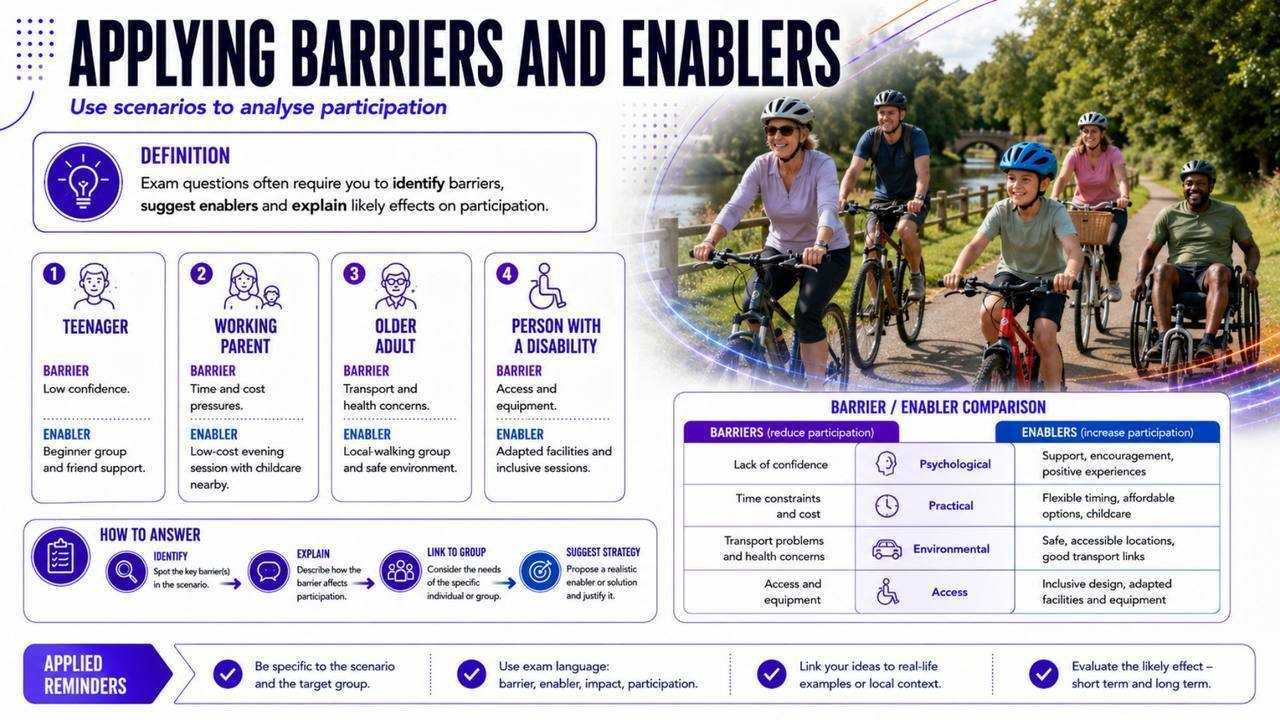 APPLYING BARRIERS AND ENABLERS
Use scenarios to analyse participation
DEFINITION
Exam questions often require you to identify barriers,
suggest enablers and explain likely effects on participation.
1
TEENAGER
BARRIER
Low confidence.
ENABLER
Beginner group
and friend support.
2
WORKING
PARENT
BARRIER
Time and cost
pressures.
ENABLER
Low-cost evening
session with childcare
nearby.
3
OLDER
ADULT
BARRIER
Transport and
health concerns.
ENABLER
Local-walking group
and safe environment.
4
PERSON WITH
A DISABILITY
BARRIER
Access and
equipment.
ENABLER
Adapted facilities and
inclusive sessions.
HOW TO ANSWER
IDENTIFY
Spot the key barrier(s)
in the scenario.
EXPLAIN
Describe how the
barrier affects
participation.
LINK TO GROUP
Consider the needs
of the specific
individual or group.
SUGGEST STRATEGY
Propose a realistic
enabler or solution
and justify it.
BARRIER / ENABLER COMPARISON
BARRIERS (reduce participation)
ENABLERS (increase participation)
Lack of confidence
Psychological
Support, encouragement,
positive experiences
Time constraints
and cost
Practical
Flexible timing, affordable
options, childcare
Transport problems
and health concerns
Environmental
Safe, accessible locations,
good transport links
Access and
equipment
Access
Inclusive design, adapted
facilities and equipment
APPLIED
REMINDERS
Be specific to the scenario
and the target group.
Use exam language:
barrier, enabler, impact, participation.
Link your ideas to real-life
examples or local context.
Evaluate the likely effect –
short term and long term.